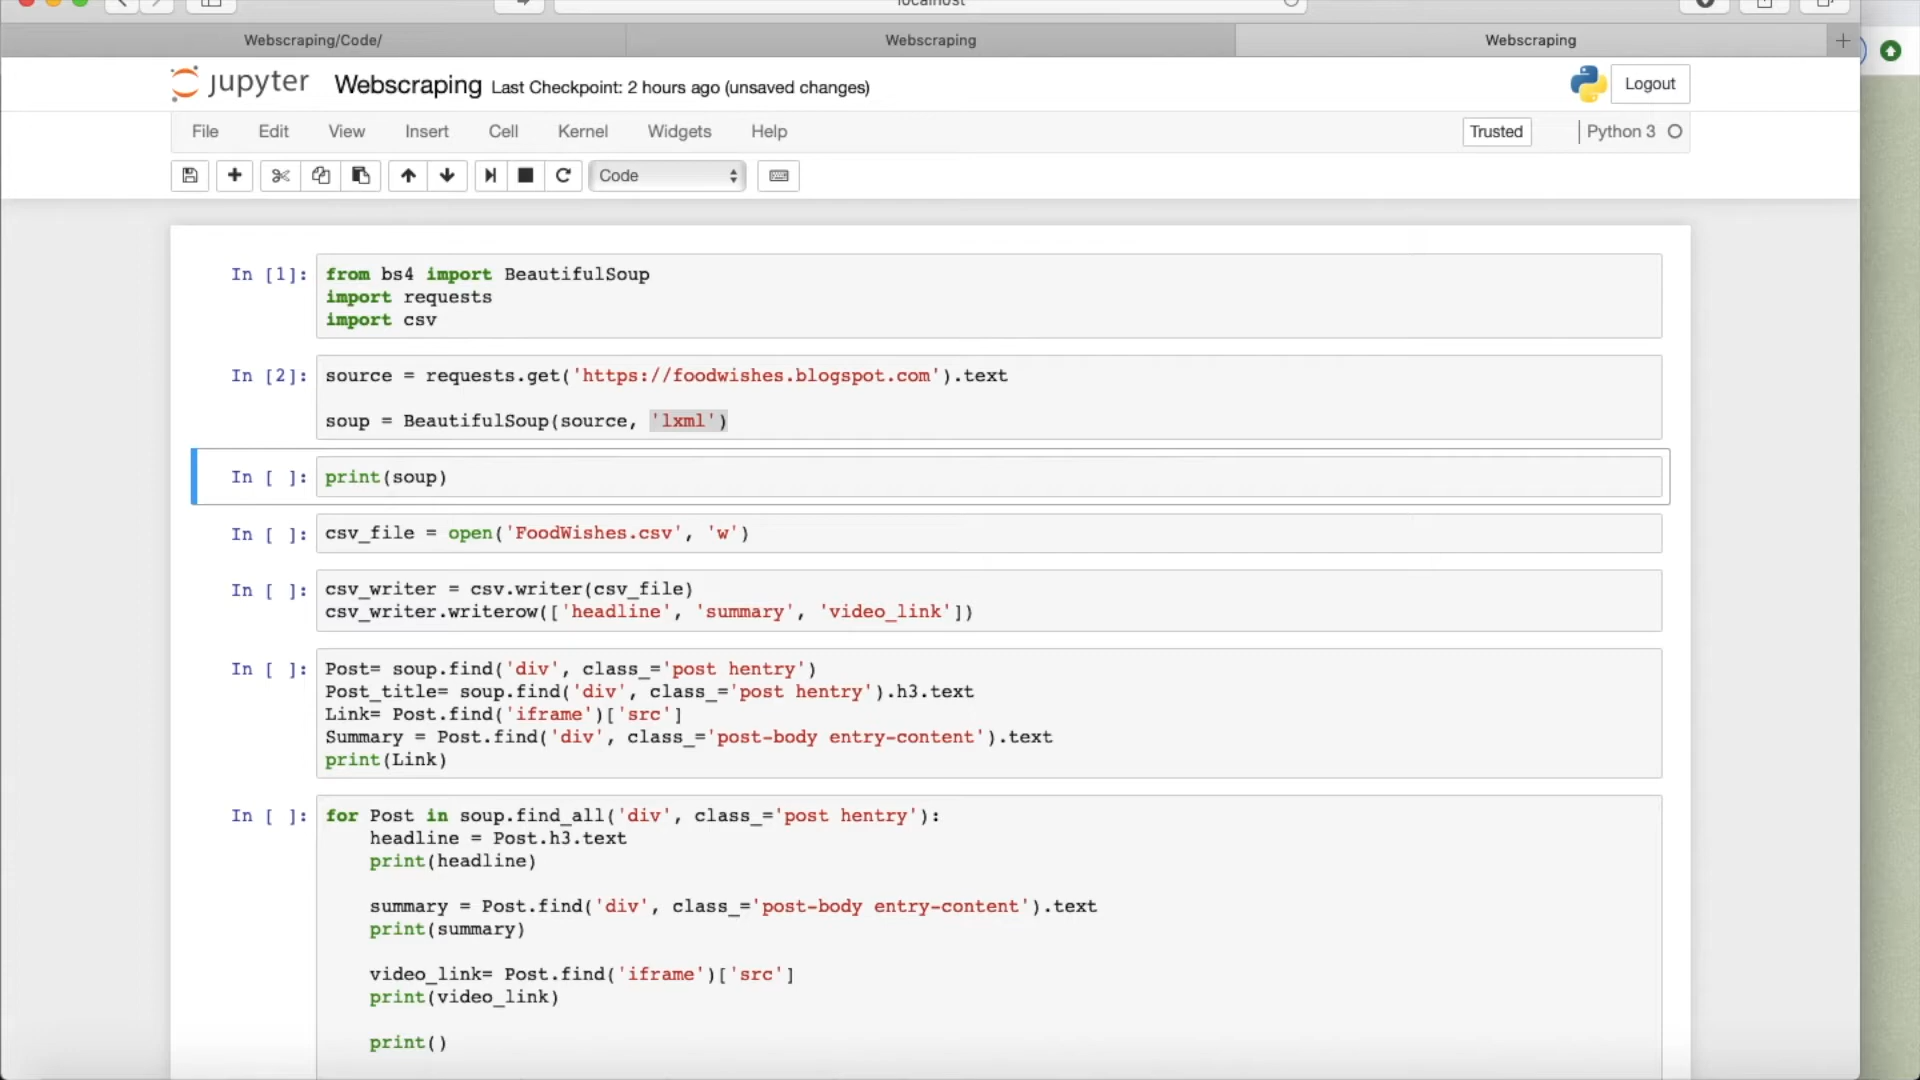 localhost
Webscraping/Code/
Webscraping
Webscraping
jupyter
Webscraping Last Checkpoint: 2 hours ago (unsaved changes)
Logout
File Edit View Insert Cell Kernel Widgets Help
Trusted
Python 3
Code
In [1]:
from bs4 import BeautifulSoup
import requests
import csv
In [2]:
source = requests.get('https://foodwishes.blogspot.com').text
soup = BeautifulSoup(source, 'lxml')
In [ ]:
print(soup)
In [ ]:
csv_file = open('FoodWishes.csv', 'w')
In [ ]:
csv_writer = csv.writer(csv_file)
csv_writer.writerow(['headline', 'summary', 'video_link'])
In [ ]:
Post= soup.find('div', class_='post hentry')
Post_title= soup.find('div', class_='post hentry').h3.text
Link= Post.find('iframe')['src']
Summary = Post.find('div', class_='post-body entry-content').text
print(Link)
In [ ]:
for Post in soup.find_all('div', class_='post hentry'):
headline = Post.h3.text
print(headline)
summary = Post.find('div', class_='post-body entry-content').text
print(summary)
video_link= Post.find('iframe')['src']
print(video_link)
print()